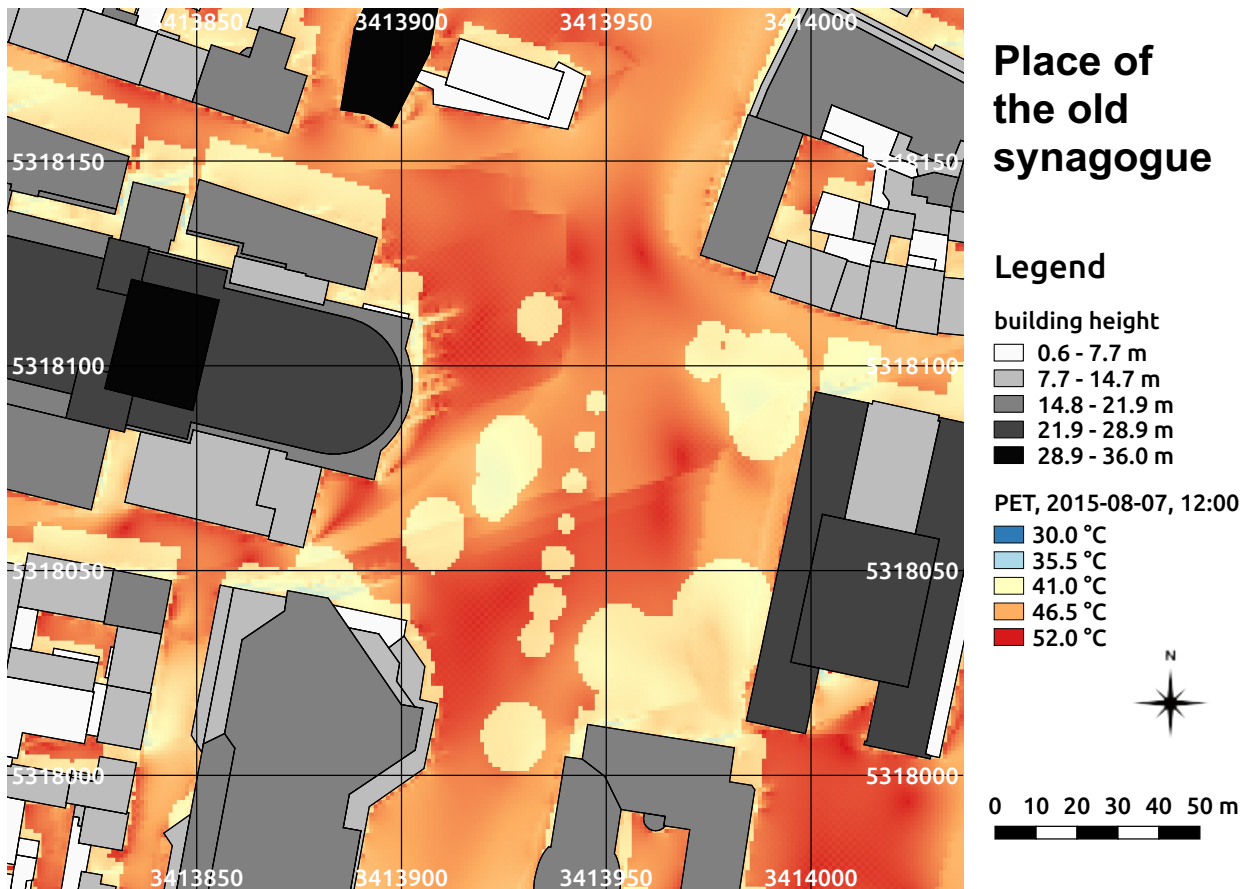 3413850 3413900 3413950 3414000
5318150 5318150
5318100 5318100
5318050 5318050
5318000 5318000
3413850 3413900 3413950 3414000
Place of
the old
synagogue
Legend
building height
0.6 - 7.7 m
7.7 - 14.7 m
14.8 - 21.9 m
21.9 - 28.9 m
28.9 - 36.0 m
PET, 2015-08-07, 12:00
30.0 °C
35.5 °C
41.0 °C
46.5 °C
52.0 °C
N
0 10 20 30 40 50 m